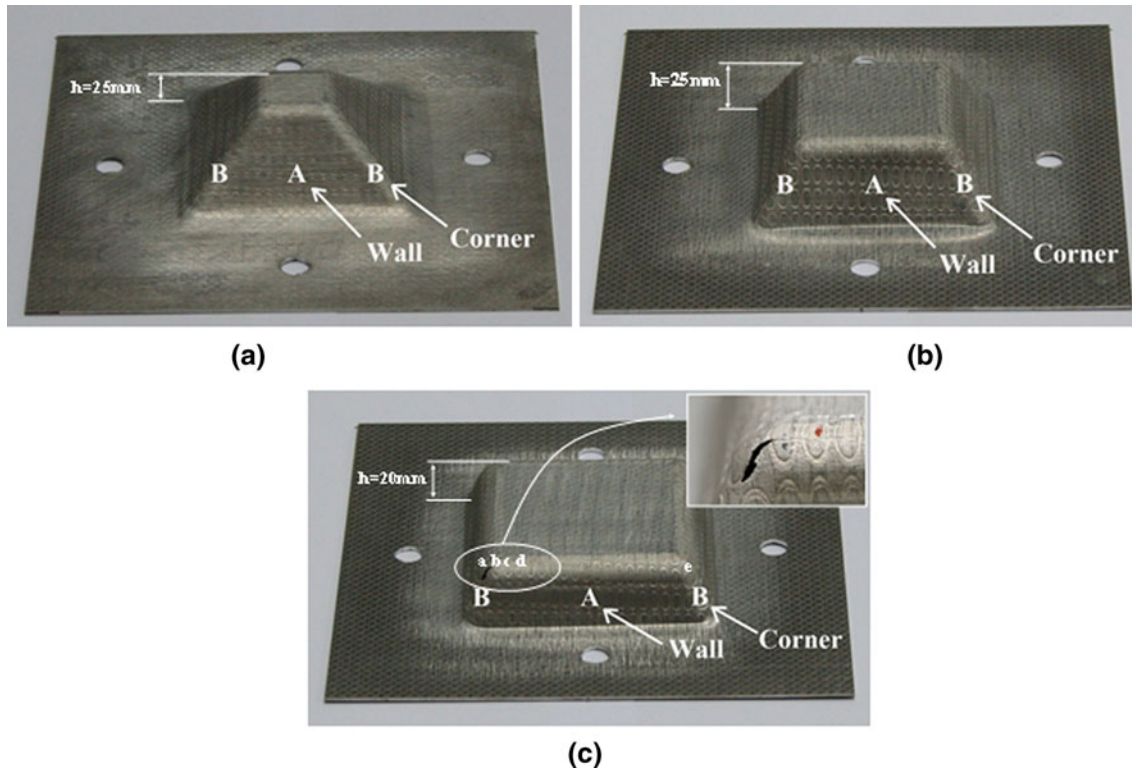 h=25mm
B A B
Wall
Corner
(a)
h=25mm
B A B
Wall
Corner
(b)
h=20mm
a b c d
e
B A B
Wall
Corner
(c)